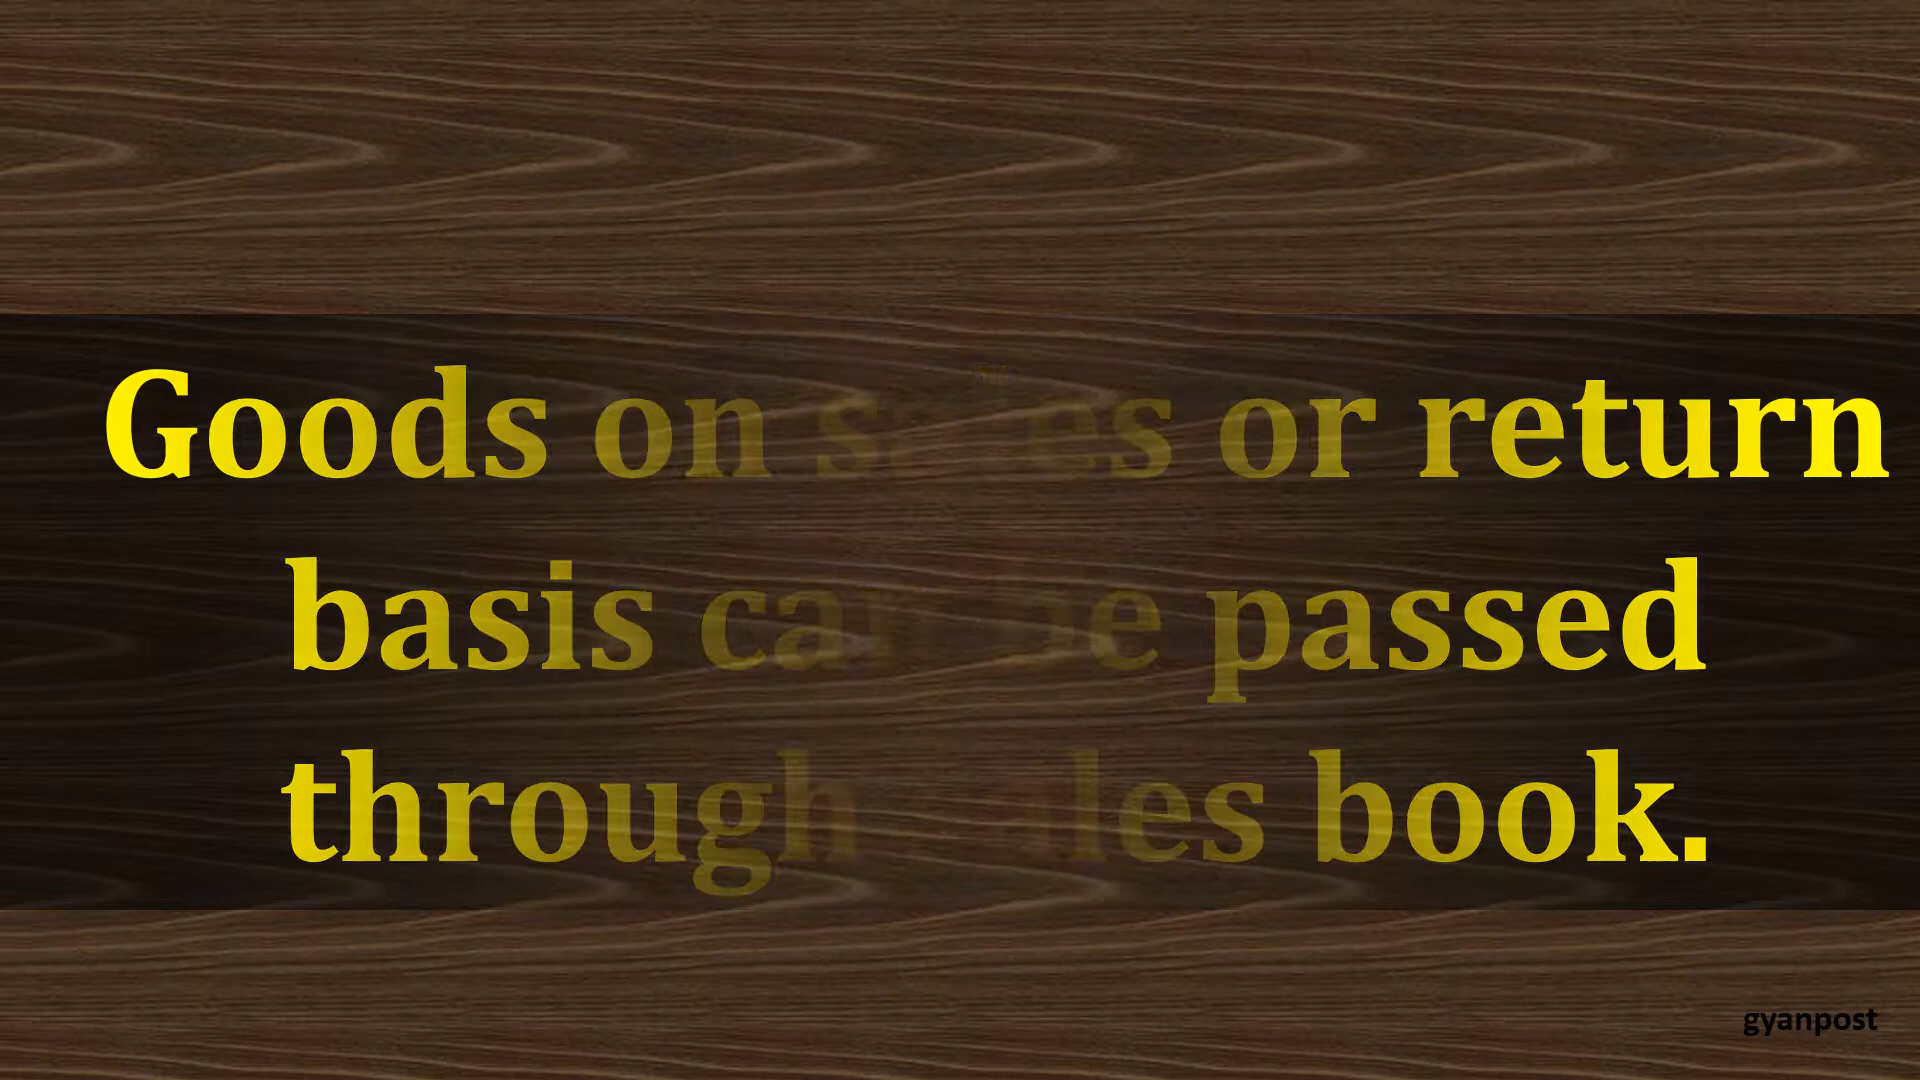 Goods on sales or return
basis can be passed
through sales book.
gyanpost